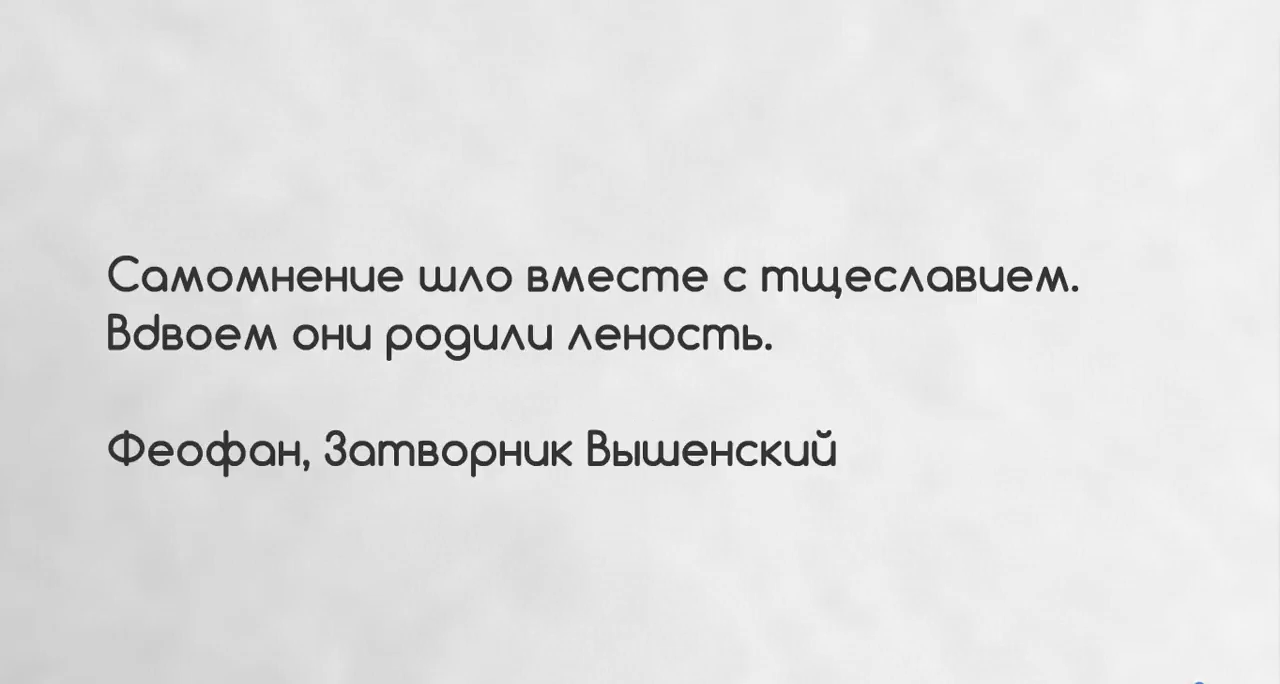 Самомнение шло вместе с тщеславием.
Вдвоем они родили леность.
Феофан, Затворник Вышенский